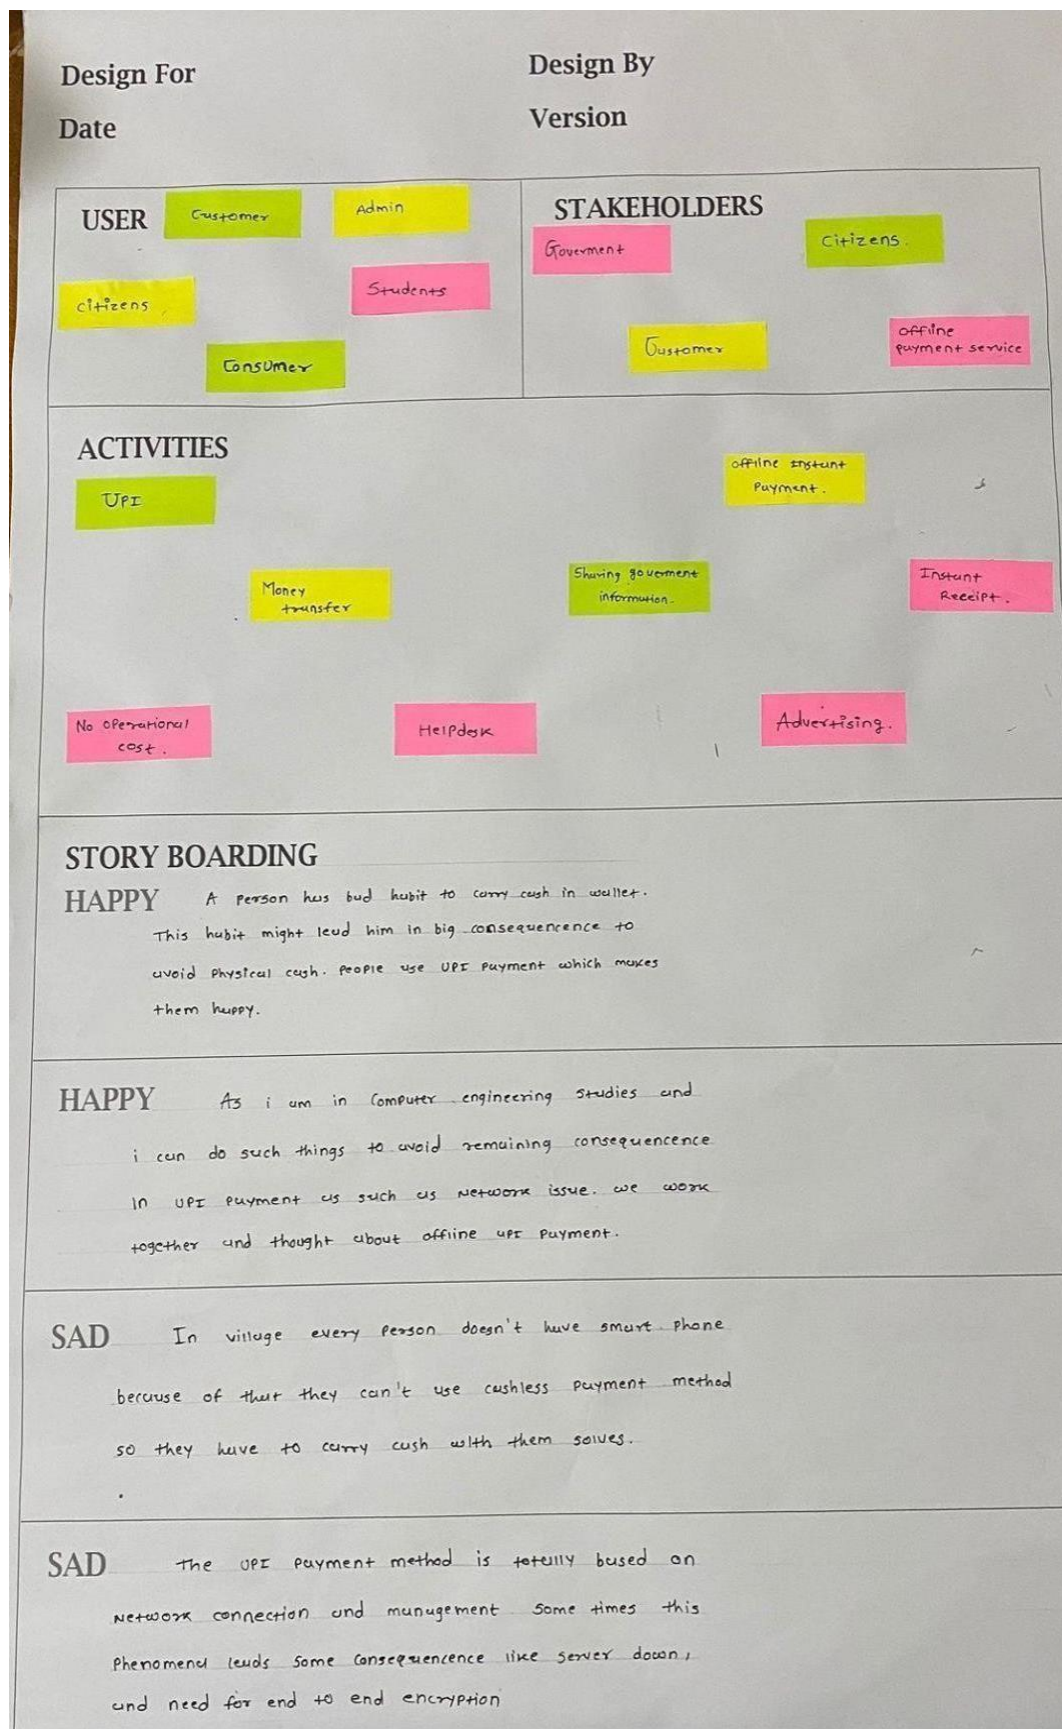 Design For
Design By
Date
Version
USER
Customer
Admin
citizens
Students
Consumer
STAKEHOLDERS
Goverment
Citizens.
Customer
offline
payment service
ACTIVITIES
UPI
offline Instant
Payment.
Money
transfer
Sharing goverment
information.
Instant
Receipt.
No operational
cost.
Helpdesk
Advertising.
STORY BOARDING
HAPPY A Person has bad habit to carry cash in wallet.
This habit might lead him in big consequencence to
avoid physical cash. People use UPI payment which makes
them happy.
HAPPY As i am in Computer engineering studies and
i can do such things to avoid remaining consequencence
in UPI payment as such as Network issue. we work
together and thought about offline UPI Payment.
SAD In village every Person doesn't have smart phone
because of that they can't use cashless payment method
so they have to carry cash with them solves.
SAD The UPI Payment method is totally based on
Network connection and management Some times this
Phenomena leads Some Consequencence like server down,
and need for end to end encryption